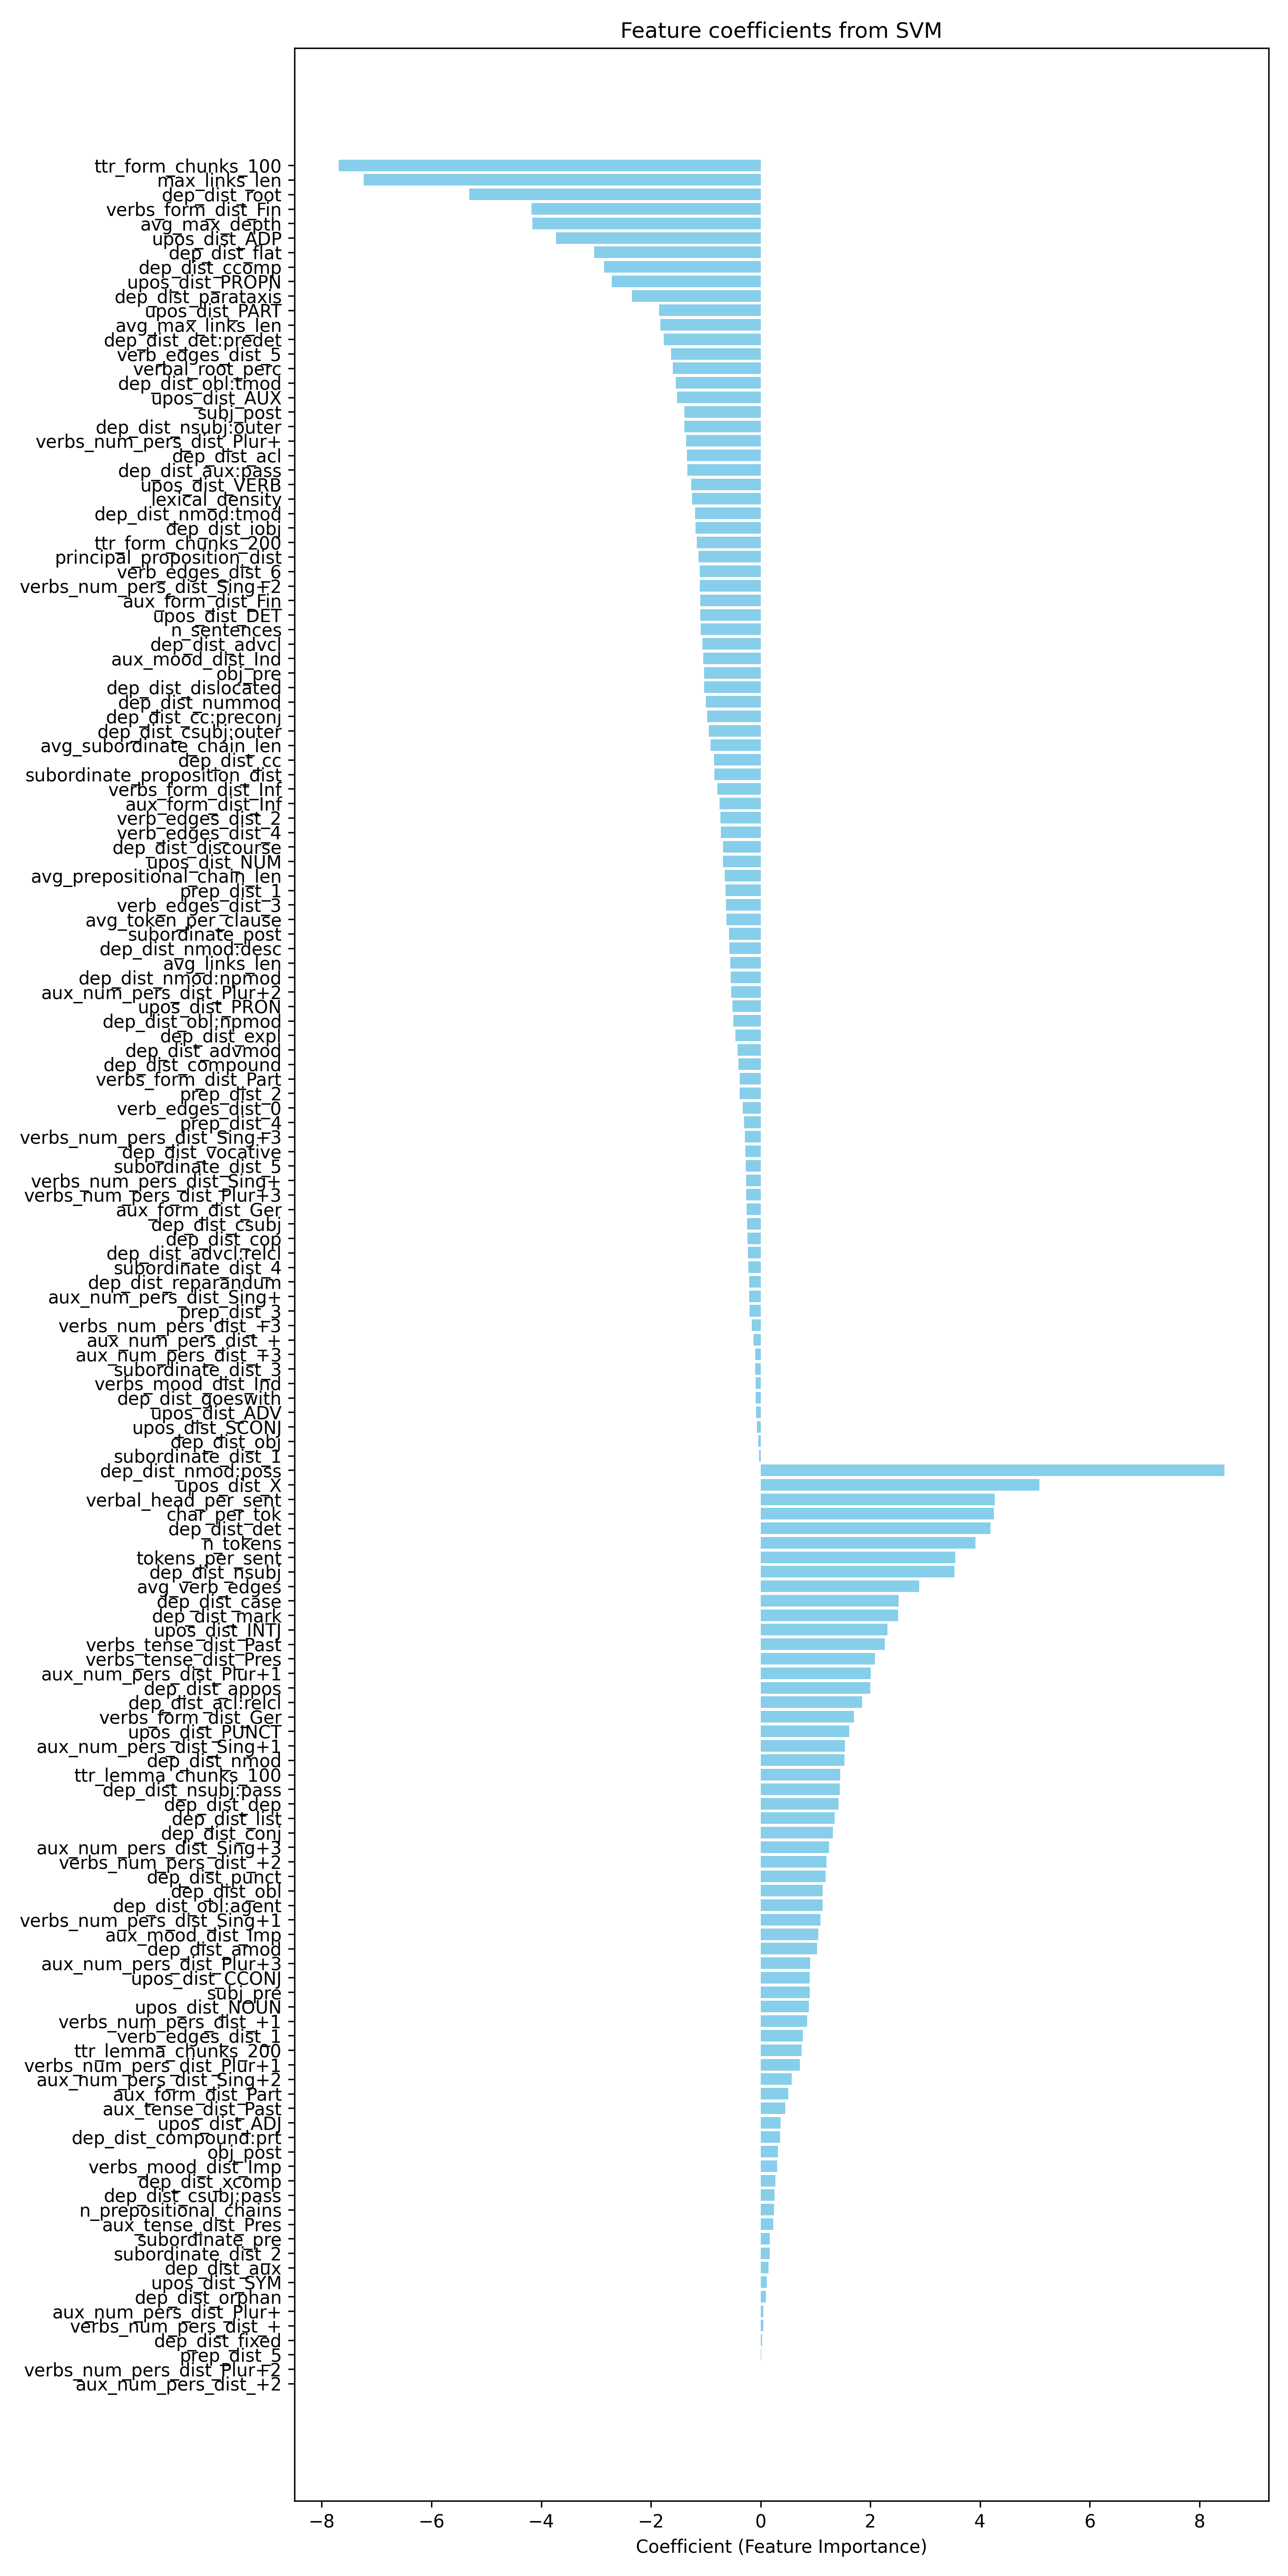 Feature coefficients from SVM
ttr_form_chunks_100
max_links_len
dep_dist_root
verbs_form_dist_Fin
avg_max_depth
upos_dist_ADP
dep_dist_flat
dep_dist_ccomp
upos_dist_PROPN
dep_dist_parataxis
upos_dist_PART
avg_max_links_len
dep_dist_det:predet
verb_edges_dist_5
verbal_root_perc
dep_dist_obl:tmod
upos_dist_AUX
subj_post
dep_dist_nsubj:outer
verbs_num_pers_dist_Plur+
dep_dist_acl
dep_dist_aux:pass
upos_dist_VERB
lexical_density
dep_dist_nmod:tmod
dep_dist_iobj
ttr_form_chunks_200
principal_proposition_dist
verb_edges_dist_6
verbs_num_pers_dist_Sing+2
aux_form_dist_Fin
upos_dist_DET
n_sentences
dep_dist_advcl
aux_mood_dist_Ind
obj_pre
dep_dist_dislocated
dep_dist_nummod
dep_dist_cc:preconj
dep_dist_csubj:outer
avg_subordinate_chain_len
dep_dist_cc
subordinate_proposition_dist
verbs_form_dist_Inf
aux_form_dist_Inf
verb_edges_dist_2
verb_edges_dist_4
dep_dist_discourse
upos_dist_NUM
avg_prepositional_chain_len
prep_dist_1
verb_edges_dist_3
avg_token_per_clause
subordinate_post
dep_dist_nmod:desc
avg_links_len
dep_dist_nmod:npmod
aux_num_pers_dist_Plur+2
upos_dist_PRON
dep_dist_obl:npmod
dep_dist_expl
dep_dist_advmod
dep_dist_compound
verbs_form_dist_Part
prep_dist_2
verb_edges_dist_0
prep_dist_4
verbs_num_pers_dist_Sing+3
dep_dist_vocative
subordinate_dist_5
verbs_num_pers_dist_Sing+
verbs_num_pers_dist_Plur+3
aux_form_dist_Ger
dep_dist_csubj
dep_dist_cop
dep_dist_advcl:relcl
subordinate_dist_4
dep_dist_reparandum
aux_num_pers_dist_Sing+
prep_dist_3
verbs_num_pers_dist_+3
aux_num_pers_dist_+
aux_num_pers_dist_+3
subordinate_dist_3
verbs_mood_dist_Ind
dep_dist_goeswith
upos_dist_ADV
upos_dist_SCONJ
dep_dist_obj
subordinate_dist_1
dep_dist_nmod:poss
upos_dist_X
verbal_head_per_sent
char_per_tok
dep_dist_det
n_tokens
tokens_per_sent
dep_dist_nsubj
avg_verb_edges
dep_dist_case
dep_dist_mark
upos_dist_INTJ
verbs_tense_dist_Past
verbs_tense_dist_Pres
aux_num_pers_dist_Plur+1
dep_dist_appos
dep_dist_acl:relcl
verbs_form_dist_Ger
upos_dist_PUNCT
aux_num_pers_dist_Sing+1
dep_dist_nmod
ttr_lemma_chunks_100
dep_dist_nsubj:pass
dep_dist_dep
dep_dist_list
dep_dist_conj
aux_num_pers_dist_Sing+3
verbs_num_pers_dist_+2
dep_dist_punct
dep_dist_obl
dep_dist_obl:agent
verbs_num_pers_dist_Sing+1
aux_mood_dist_Imp
dep_dist_amod
aux_num_pers_dist_Plur+3
upos_dist_CCONJ
subj_pre
upos_dist_NOUN
verbs_num_pers_dist_+1
verb_edges_dist_1
ttr_lemma_chunks_200
verbs_num_pers_dist_Plur+1
aux_num_pers_dist_Sing+2
aux_form_dist_Part
aux_tense_dist_Past
upos_dist_ADJ
dep_dist_compound:prt
obj_post
verbs_mood_dist_Imp
dep_dist_xcomp
dep_dist_csubj:pass
n_prepositional_chains
aux_tense_dist_Pres
subordinate_pre
subordinate_dist_2
dep_dist_aux
upos_dist_SYM
dep_dist_orphan
aux_num_pers_dist_Plur+
verbs_num_pers_dist_+
dep_dist_fixed
prep_dist_5
verbs_num_pers_dist_Plur+2
aux_num_pers_dist_+2
−8 −6 −4 −2 0 2 4 6 8
Coefficient (Feature Importance)